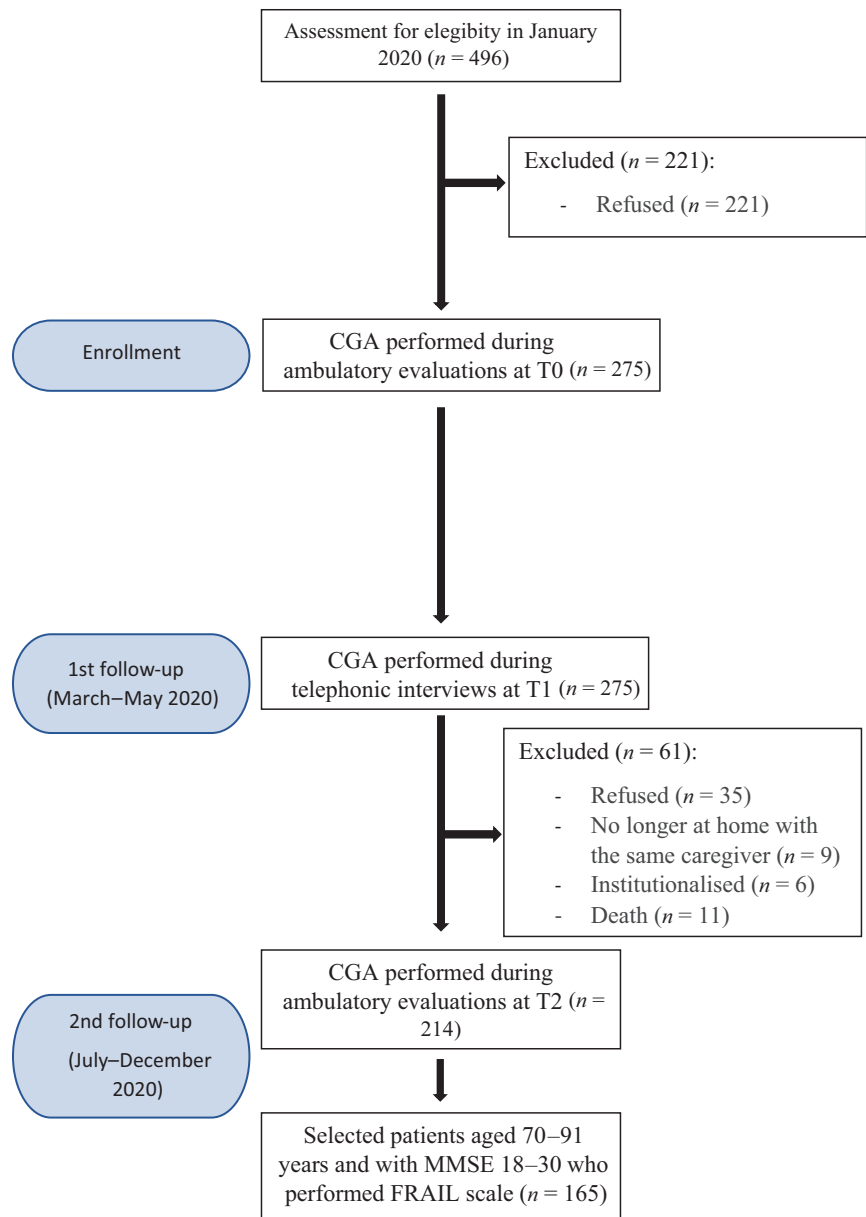 Assessment for elegibity in January
2020 (n = 496)
Excluded (n = 221):
- Refused (n = 221)
Enrollment
CGA performed during
ambulatory evaluations at T0 (n = 275)
1st follow-up
(March–May 2020)
CGA performed during
telephonic interviews at T1 (n = 275)
Excluded (n = 61):
- Refused (n = 35)
- No longer at home with
the same caregiver (n = 9)
- Institutionalised (n = 6)
- Death (n = 11)
2nd follow-up
(July–December
2020)
CGA performed during
ambulatory evaluations at T2 (n =
214)
Selected patients aged 70–91
years and with MMSE 18–30 who
performed FRAIL scale (n = 165)